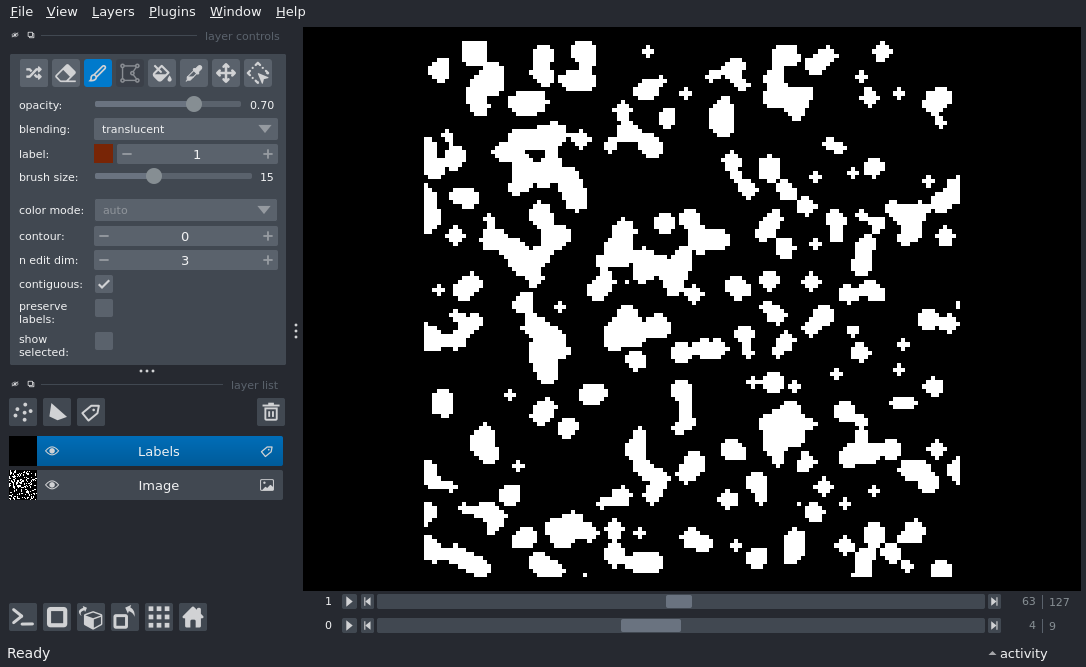 File View Layers Plugins Window Help
layer controls
opacity: 0.70
blending: translucent
label: 1
brush size: 15
color mode: auto
contour: 0
n edit dim: 3
contiguous:
preserve
labels:
show
selected:
layer list
Labels
Image
1 63 127
0 4 9
Ready activity